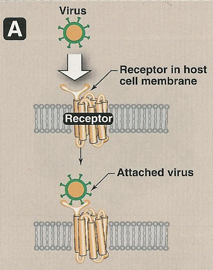 Virus
A
Receptor in host
cell membrane
Receptor
Attached virus